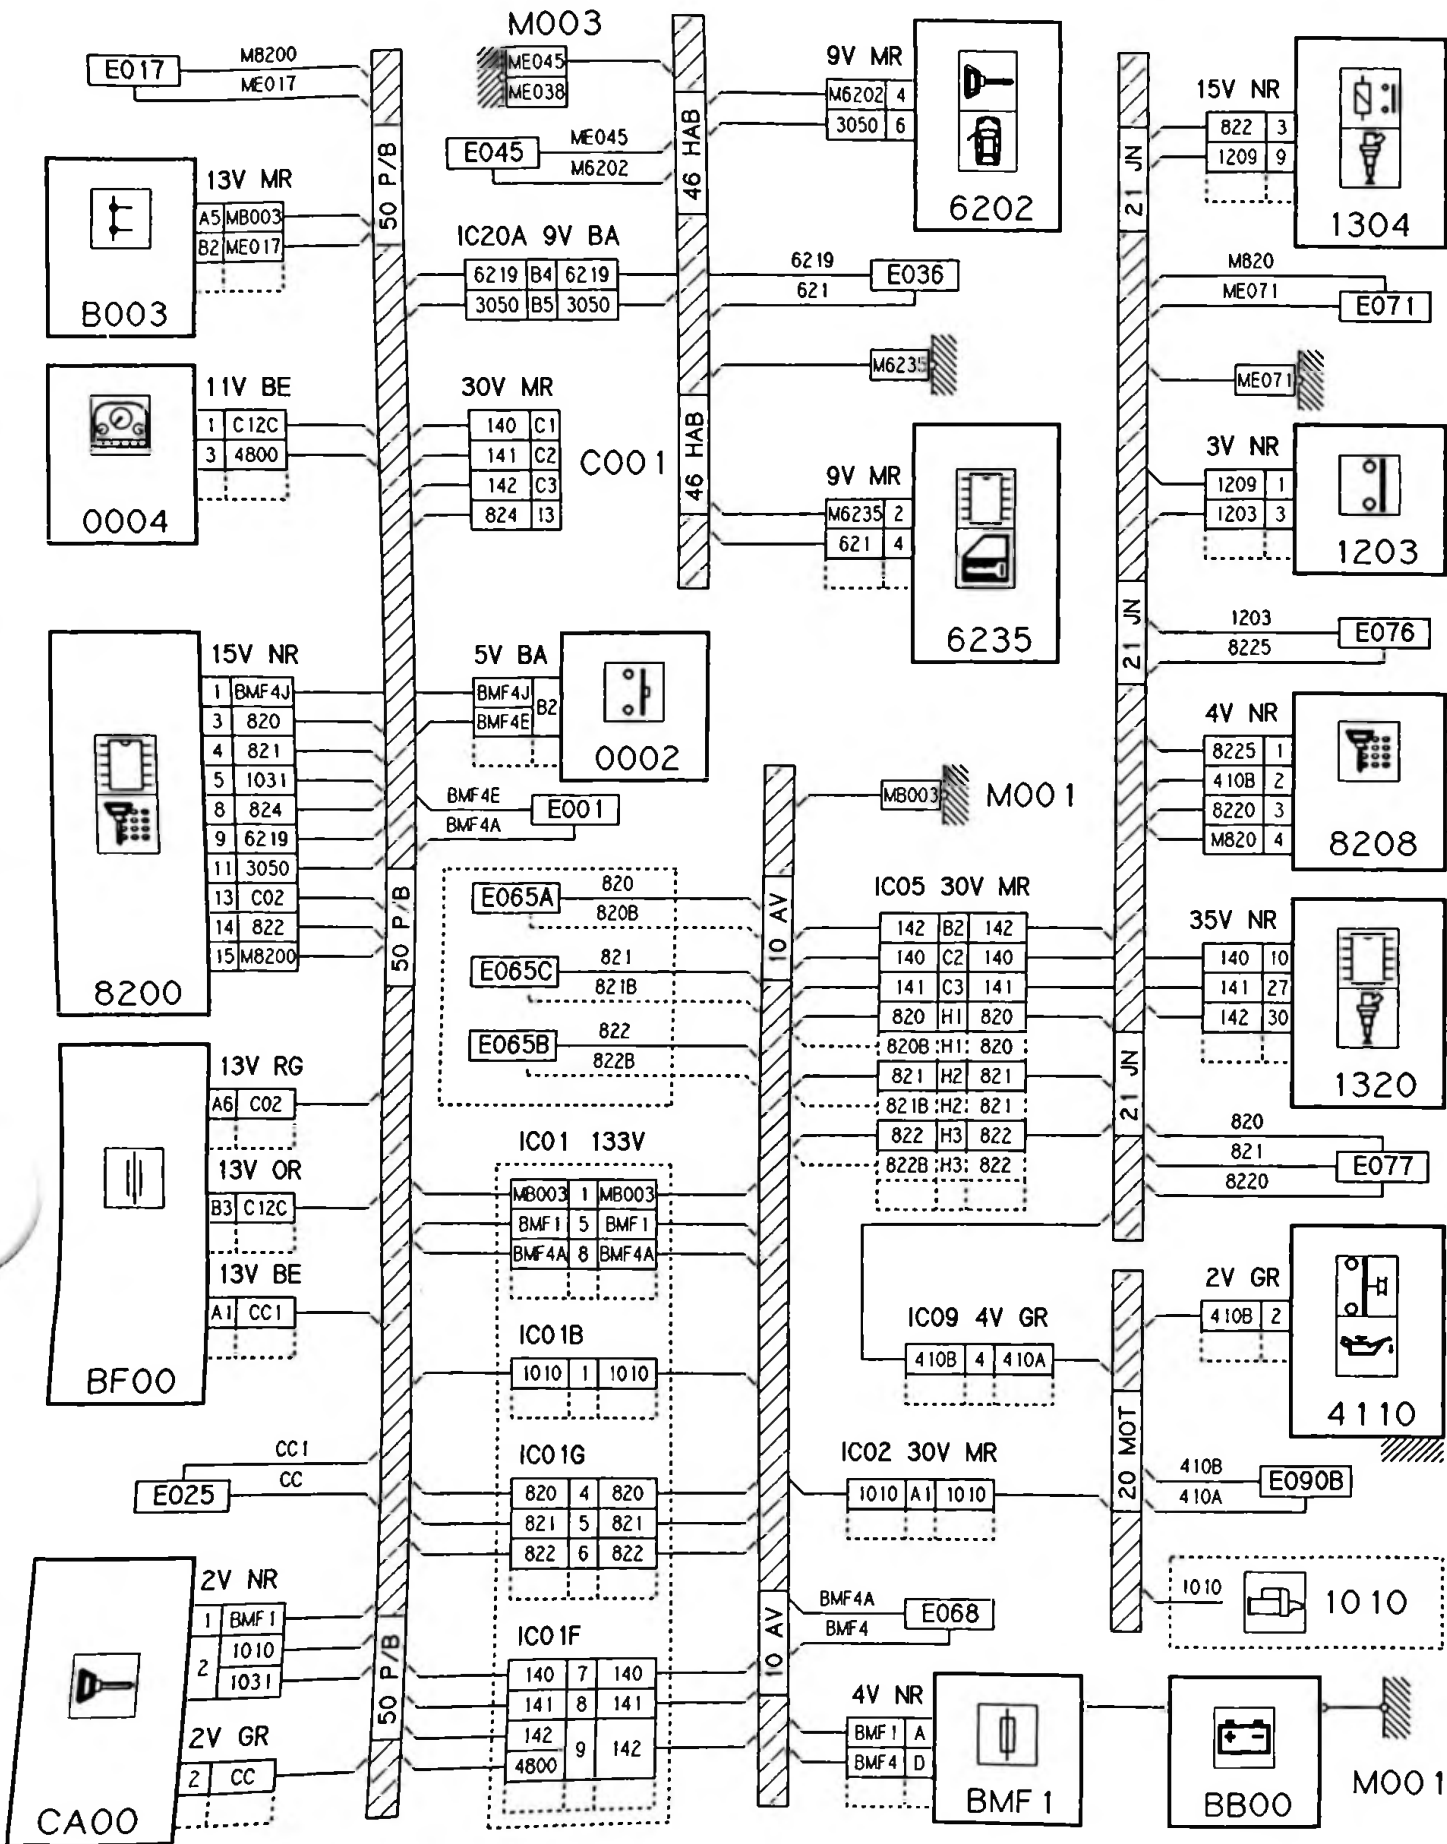 M003
E017 M8200
ME017
ME045
ME038
E045 ME045
M6202
50 P/B
46 HAB
9V MR
M6202 4
3050 6
6202
21 JN
15V NR
822 3
1209 9
1304
13V MR
A5 MB003
B2 ME017
B003
IC20A 9V BA
6219 B4 6219
3050 B5 3050
6219
E036
621
M820
ME071
E071
M6235
ME071
11V BE
1 C12C
3 4800
0004
30V MR
140 C1
141 C2
142 C3
824 13
C001
46 HAB
9V MR
M6235 2
621 4
6235
3V NR
1209 1
1203 3
1203
21 JN
1203
E076
8225
15V NR
1 BMF4J
3 820
4 821
5 1031
8 824
9 6219
11 3050
13 C02
14 822
15 M8200
8200
5V BA
BMF4J
BMF4E
B2
0002
BMF4E
E001
BMF4A
50 P/B
MB003
M001
4V NR
8225 1
410B 2
8220 3
M820 4
8208
E065A 820
820B
E065C 821
821B
E065B 822
822B
10 AV
IC05 30V MR
142 B2 142
140 C2 140
141 C3 141
820 H1 820
820B H1 820
821 H2 821
821B H2 821
822 H3 822
822B H3 822
35V NR
140 10
141 27
142 30
1320
21 JN
820
821
E077
8220
13V RG
A6 C02
13V OR
B3 C12C
13V BE
A1 CC1
BF00
IC01 133V
MB003 1 MB003
BMF1 5 BMF1
BMF4A 8 BMF4A
IC01B
1010 1 1010
IC01G
820 4 820
821 5 821
822 6 822
IC01F
140 7 140
141 8 141
142
4800
9
142
IC09 4V GR
410B 4 410A
2V GR
410B 2
4110
20 MOT
410B
E090B
410A
IC02 30V MR
1010 A1 1010
1010
1010
CC1
CC
E025
2V NR
1 BMF1
2
1010
1031
2V GR
2 CC
CA00
50 P/B
10 AV
BMF4A
E068
BMF4
4V NR
BMF1 A
BMF4 D
BMF1
BB00
M001